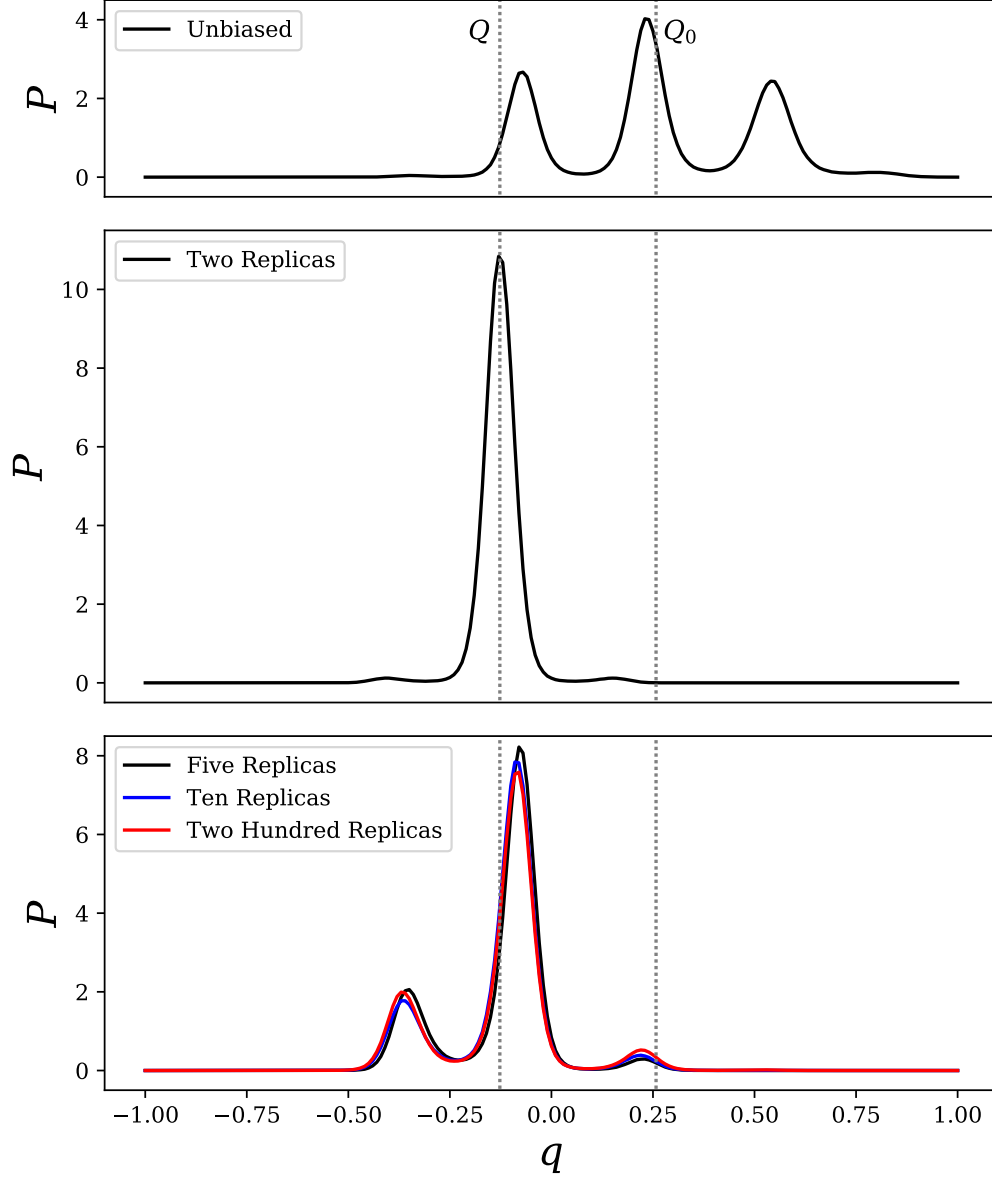 Unbiased
Q
Q₀
4
2
0
P
Two Replicas
10
8
6
4
2
0
P
Five Replicas
Ten Replicas
Two Hundred Replicas
8
6
4
2
0
P
−1.00 −0.75 −0.50 −0.25 0.00 0.25 0.50 0.75 1.00
q